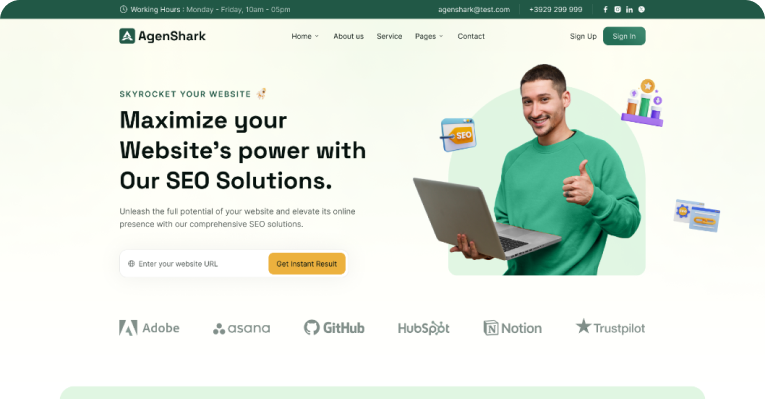 Working Hours : Monday - Friday, 10am - 05pm
agenshark@test.com
+3929 299 999
AgenShark
Home
About us
Service
Pages
Contact
Sign Up
Sign In
SKYROCKET YOUR WEBSITE
Maximize your
Website's power with
Our SEO Solutions.
SEO
Unleash the full potential of your website and elevate its online
presence with our comprehensive SEO solutions.
Enter your website URL
Get Instant Result
Adobe
asana
GitHub
HubSpot
Notion
Trustpilot